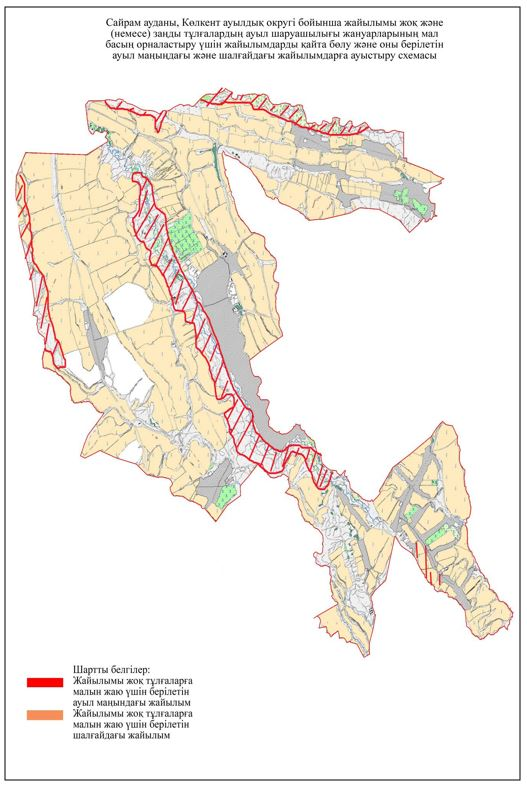 Сайрам ауданы, Көлкент ауылдық округі бойынша жайылымы жоқ және
(немесе) заңды тұлғалардың ауыл шаруашылығы жануарларының мал
басың орналастыру үшін жайылымдарды қайта бөлу және оны берілетін
ауыл маңындағы және шалғайдағы жайылымдарға ауыстыру схемасы
Шартты белгілер:
Жайылымы жоқ тұлғаларға
малын жаю үшін берілетін
ауыл маңындағы жайылым
Жайылымы жоқ тұлғаларға
малын жаю үшін берілетін
шалғайдағы жайылым